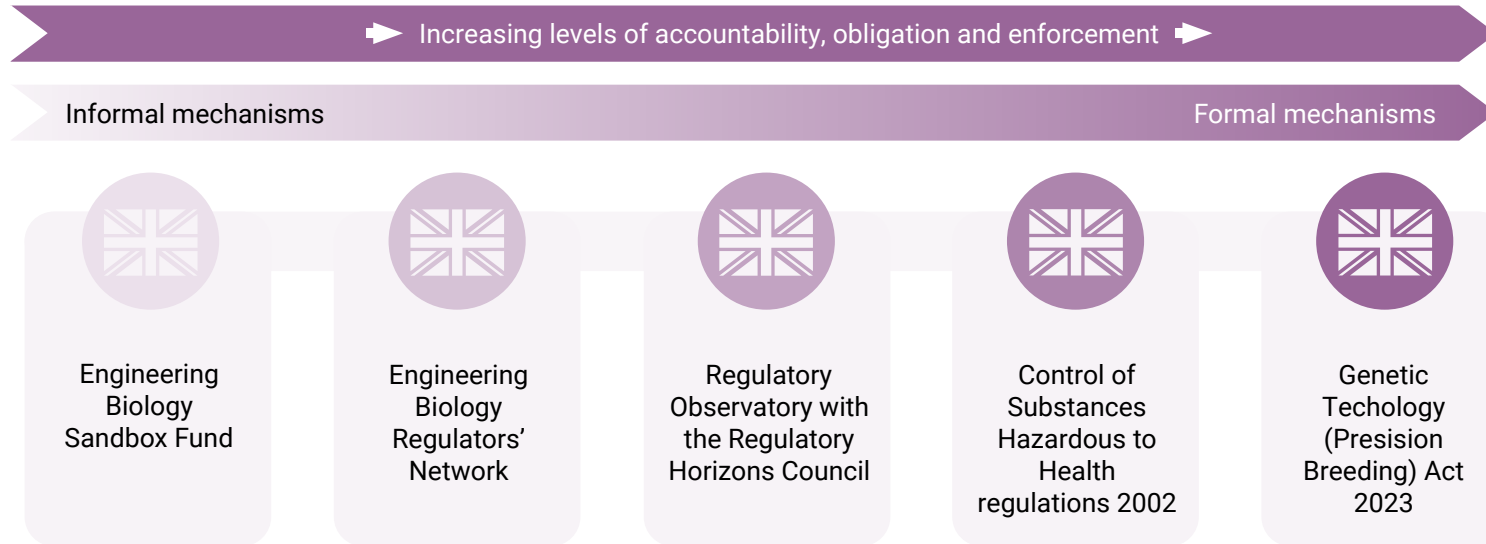 Increasing levels of accountability, obligation and enforcement
Informal mechanisms
Formal mechanisms
Engineering
Biology
Sandbox Fund
Engineering
Biology
Regulators’
Network
Regulatory
Observatory with
the Regulatory
Horizons Council
Control of
Substances
Hazardous to
Health
regulations 2002
Genetic
Techology
(Presision
Breeding) Act
2023